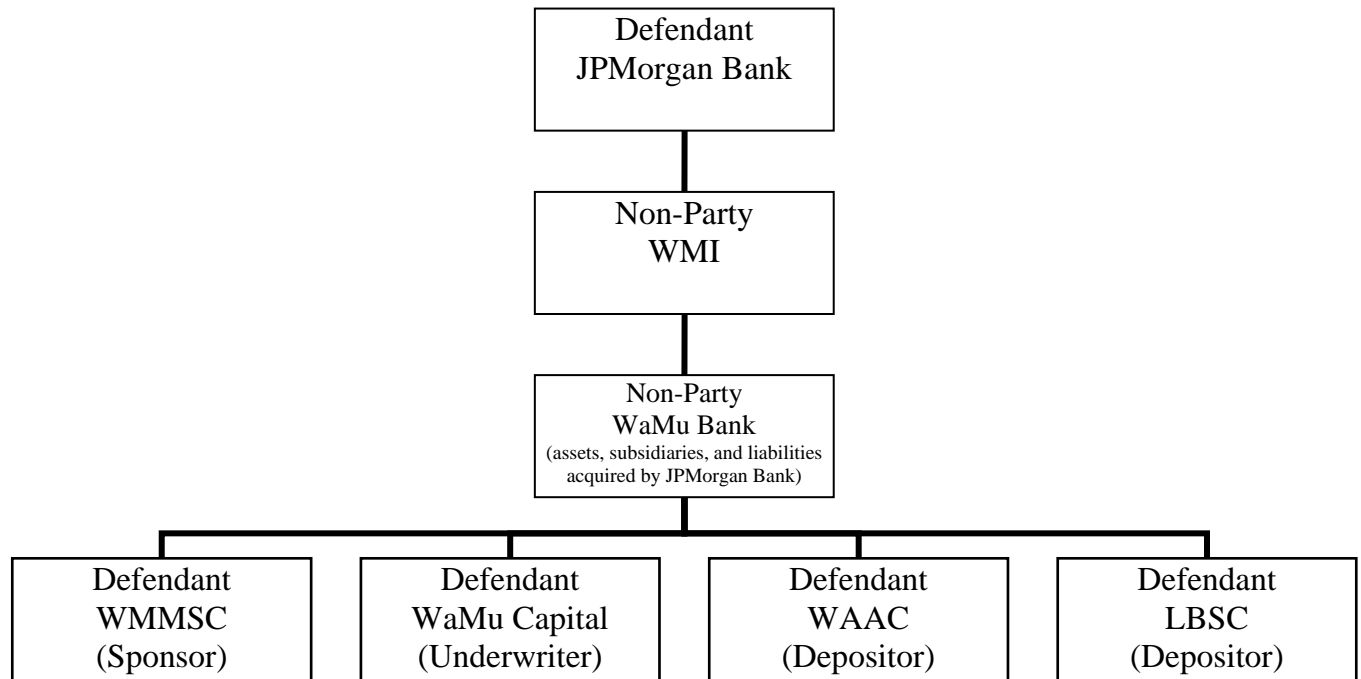 Defendant
JPMorgan Bank
Non-Party
WMI
Non-Party
WaMu Bank
(assets, subsidiaries, and liabilities
acquired by JPMorgan Bank)
Defendant
WMMSC
(Sponsor)
Defendant
WaMu Capital
(Underwriter)
Defendant
WAAC
(Depositor)
Defendant
LBSC
(Depositor)